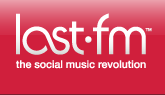 last.fm™
the social music revolution